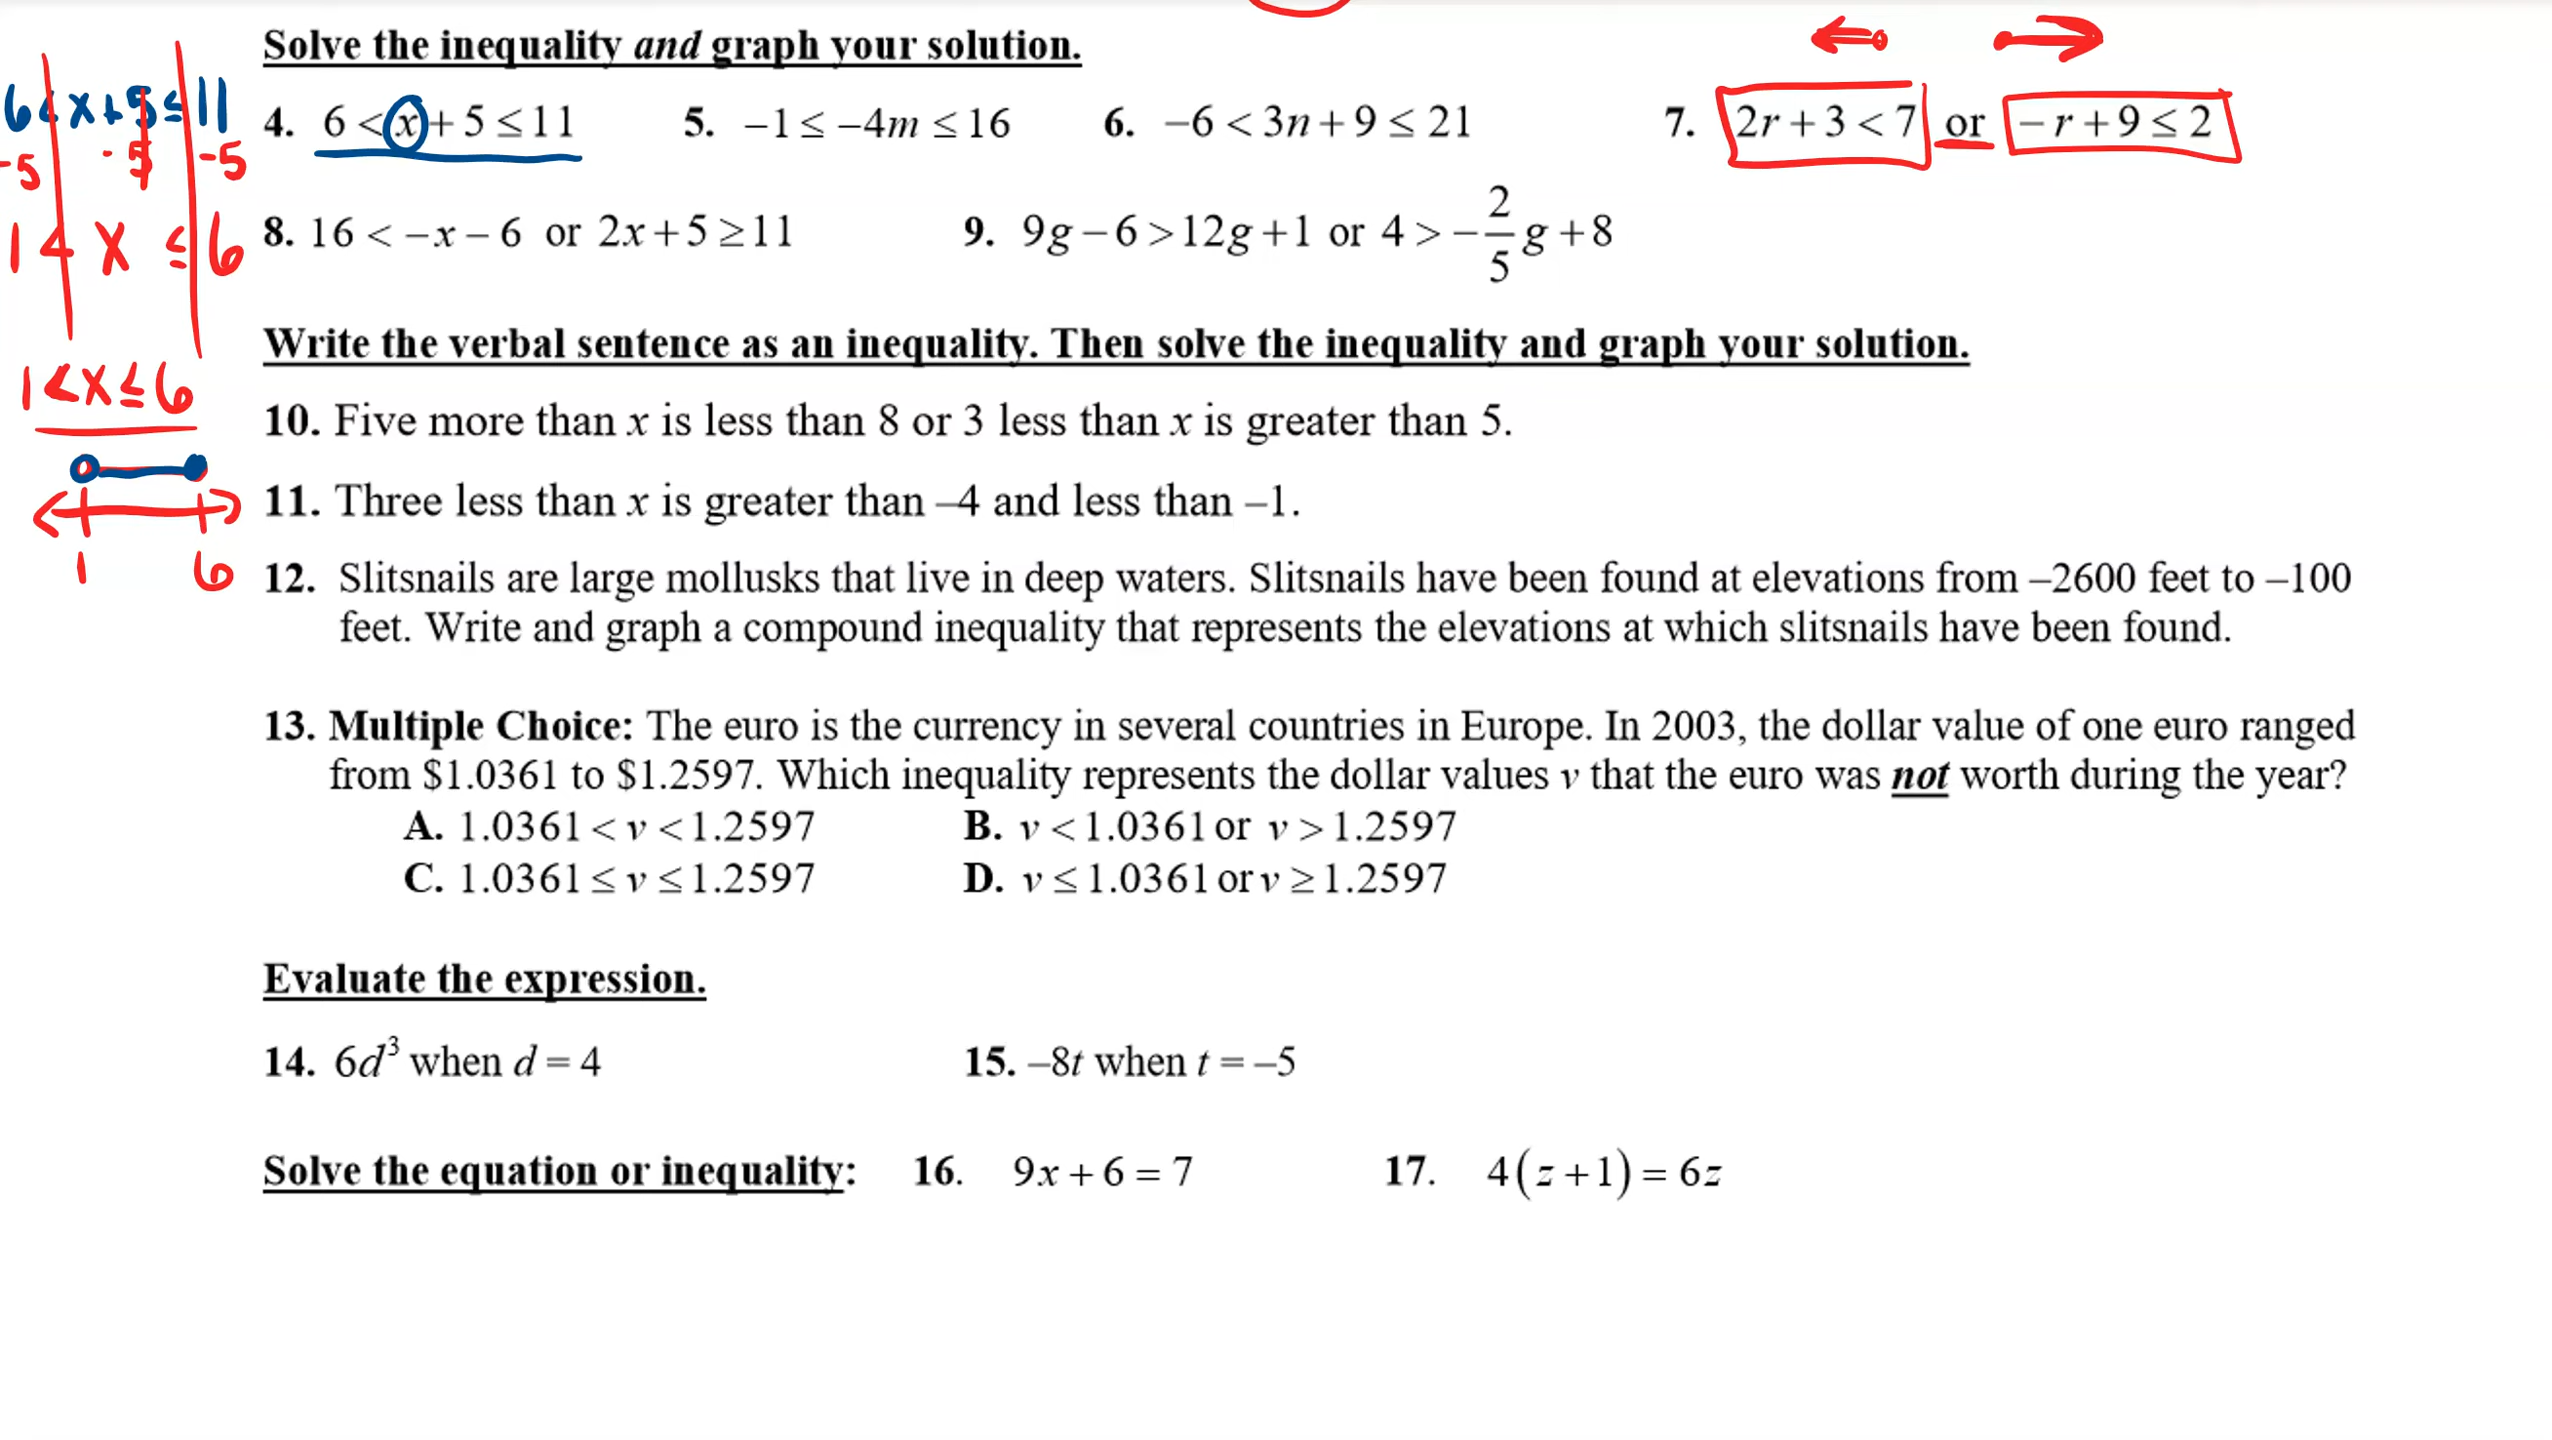 Solve the inequality and graph your solution.
6 < x + 5 ≤ 11
-5 - 5 -5
1 < x ≤ 6
1 < x ≤ 6
1 6
4. 6 < x + 5 ≤ 11 5. −1 ≤ −4m ≤ 16 6. −6 < 3n + 9 ≤ 21 7. 2r + 3 < 7 or −r + 9 ≤ 2
8. 16 < −x − 6 or 2x + 5 ≥ 11 9. 9g − 6 > 12g + 1 or 4 > −2/5 g + 8
Write the verbal sentence as an inequality. Then solve the inequality and graph your solution.
10. Five more than x is less than 8 or 3 less than x is greater than 5.
11. Three less than x is greater than –4 and less than –1.
12. Slitsnails are large mollusks that live in deep waters. Slitsnails have been found at elevations from –2600 feet to –100
feet. Write and graph a compound inequality that represents the elevations at which slitsnails have been found.
13. Multiple Choice: The euro is the currency in several countries in Europe. In 2003, the dollar value of one euro ranged
from $1.0361 to $1.2597. Which inequality represents the dollar values v that the euro was not worth during the year?
A. 1.0361 < v < 1.2597 B. v < 1.0361 or v > 1.2597
C. 1.0361 ≤ v ≤ 1.2597 D. v ≤ 1.0361 or v ≥ 1.2597
Evaluate the expression.
14. 6d³ when d = 4 15. –8t when t = –5
Solve the equation or inequality: 16. 9x + 6 = 7 17. 4(z + 1) = 6z